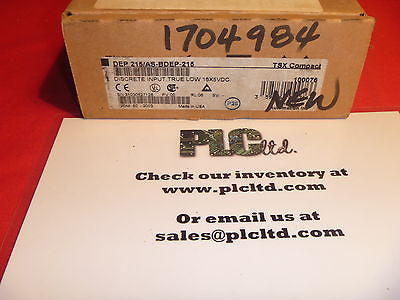 1704984
DEP 215/AS-BDEP-215
TSX Compact
DISCRETE INPUT, TRUE LOW 16X5VDC
100076
Made in USA
NEW
PLC ltd.
Check our inventory at
www.plcltd.com
Or email us at
sales@plcltd.com